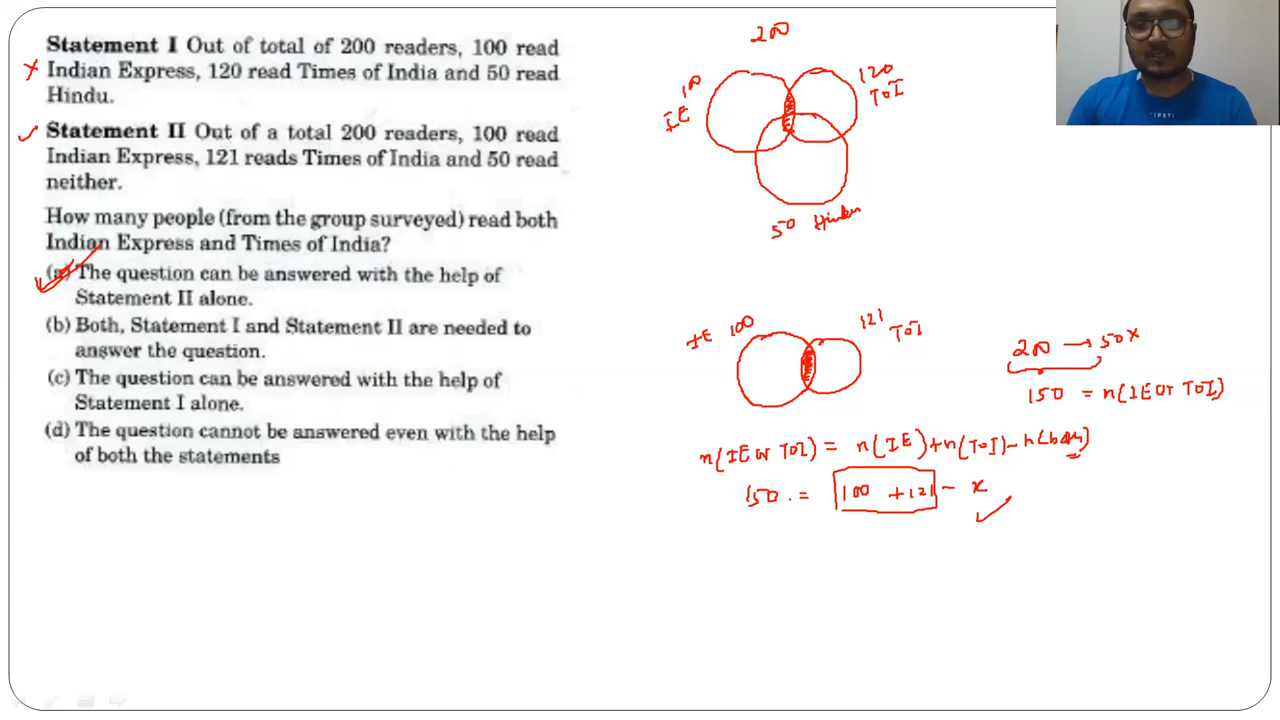 Statement I Out of total of 200 readers, 100 read
Indian Express, 120 read Times of India and 50 read
Hindu.
Statement II Out of a total 200 readers, 100 read
Indian Express, 121 reads Times of India and 50 read
neither.
How many people (from the group surveyed) read both
Indian Express and Times of India?
(a) The question can be answered with the help of
Statement II alone.
(b) Both, Statement I and Statement II are needed to
answer the question.
(c) The question can be answered with the help of
Statement I alone.
(d) The question cannot be answered even with the help
of both the statements
200
100
IE
120
TOI
50 Hindu
IE 100
121
TOI
200 → 50 x
150 = n(IE or TOI)
n(IE or TOI) = n(IE) + n(TOI) - n(both)
150 = 100 + 121 - x